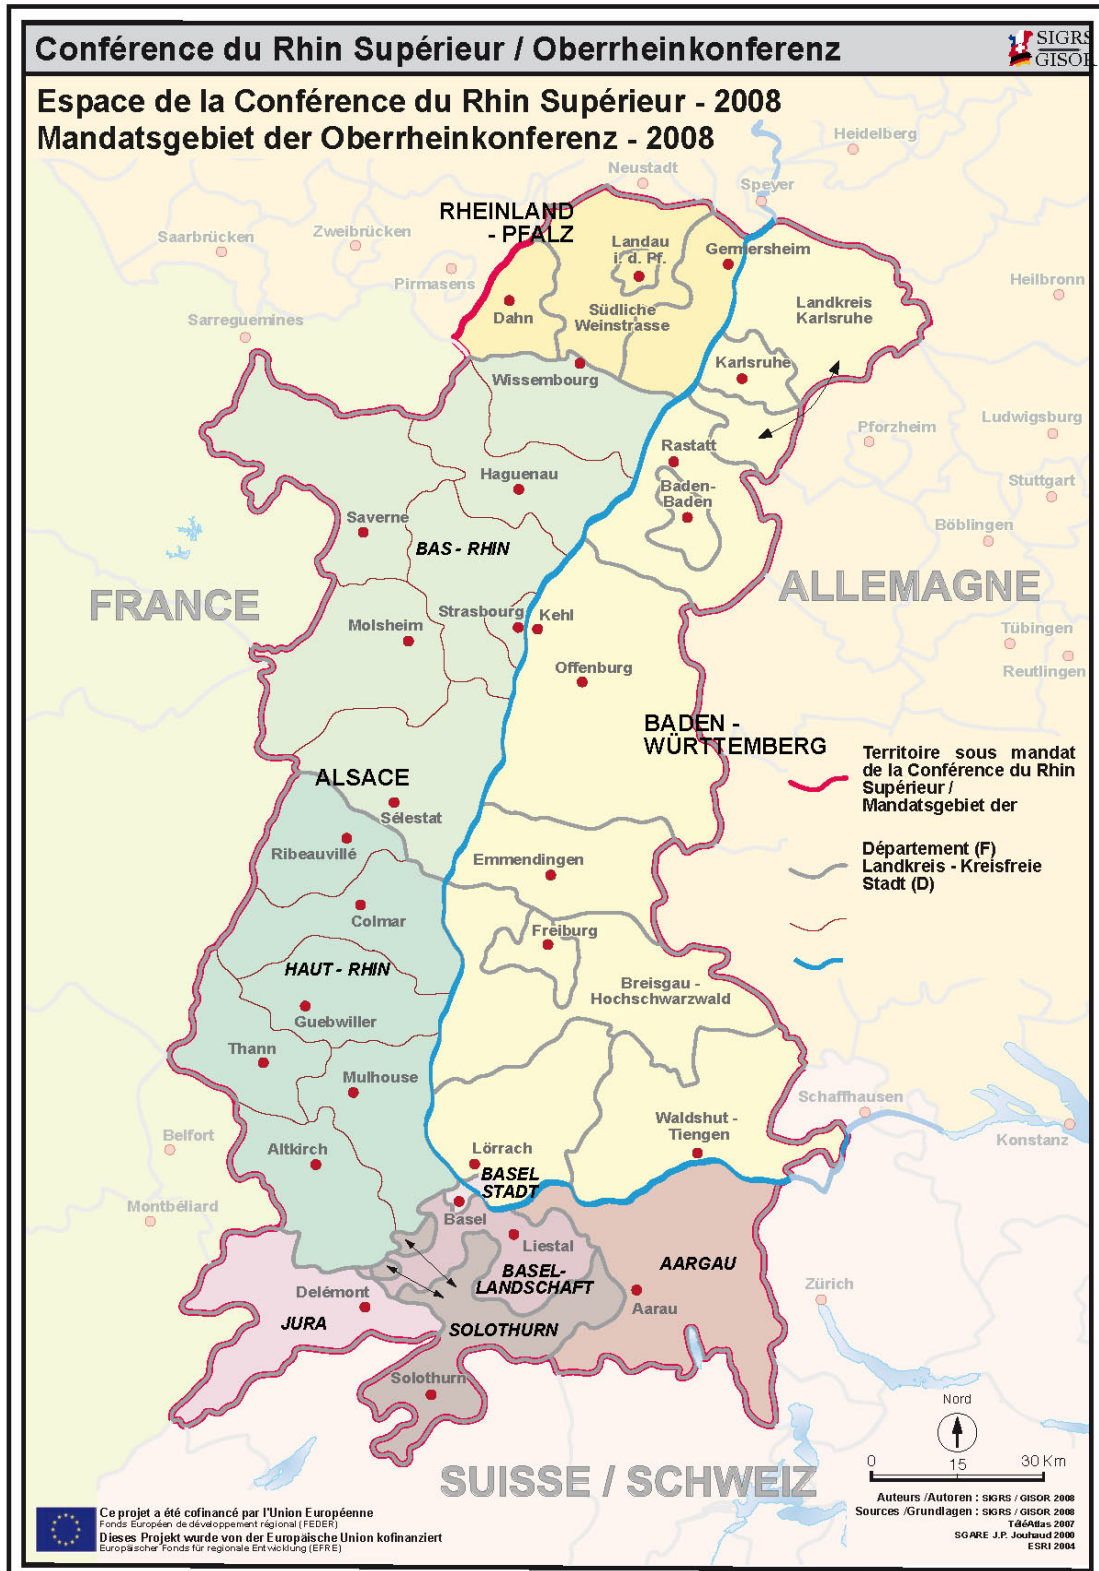 Conférence du Rhin Supérieur / Oberrheinkonferenz
SIGRS
GISOR
Espace de la Conférence du Rhin Supérieur - 2008
Mandatsgebiet der Oberrheinkonferenz - 2008
Heidelberg
Neustadt
Speyer
RHEINLAND
- PFALZ
Saarbrücken
Zweibrücken
Pirmasens
Landau
i. d. Pf.
Germersheim
Heilbronn
Landkreis
Karlsruhe
Dahn
Südliche
Weinstrasse
Sarreguemines
Wissembourg
Karlsruhe
Pforzheim
Ludwigsburg
Rastatt
Haguenau
Baden-
Baden
Stuttgart
Saverne
Böblingen
BAS - RHIN
FRANCE
ALLEMAGNE
Strasbourg
Kehl
Molsheim
Tübingen
Reutlingen
Offenburg
BADEN -
WÜRTTEMBERG
ALSACE
Sélestat
Territoire sous mandat
de la Conférence du Rhin
Supérieur /
Mandatsgebiet der
Ribeauvillé
Emmendingen
Département (F)
Landkreis - Kreisfreie
Stadt (D)
Colmar
Freiburg
HAUT - RHIN
Breisgau -
Hochschwarzwald
Guebwiller
Thann
Mulhouse
Schaffhausen
Konstanz
Belfort
Altkirch
Lörrach
Waldshut -
Tiengen
BASEL
STADT
Montbéliard
Basel
Liestal
BASEL-
LANDSCHAFT
AARGAU
Delémont
Aarau
Zürich
JURA
SOLOTHURN
Solothurn
Nord
0 15 30 Km
SUISSE / SCHWEIZ
Ce projet a été cofinancé par l'Union Européenne
Fonds Européen de développement régional (FEDER)
Dieses Projekt wurde von der Europäische Union kofinanziert
Europäischer Fonds für regionale Entwicklung (EFRE)
Auteurs /Autoren : SIGRS / GISOR 2008
Sources /Grundlagen : SIGRS / GISOR 2008
TéléAtlas 2007
SGARE J.P. Jouhaud 2000
ESRI 2004